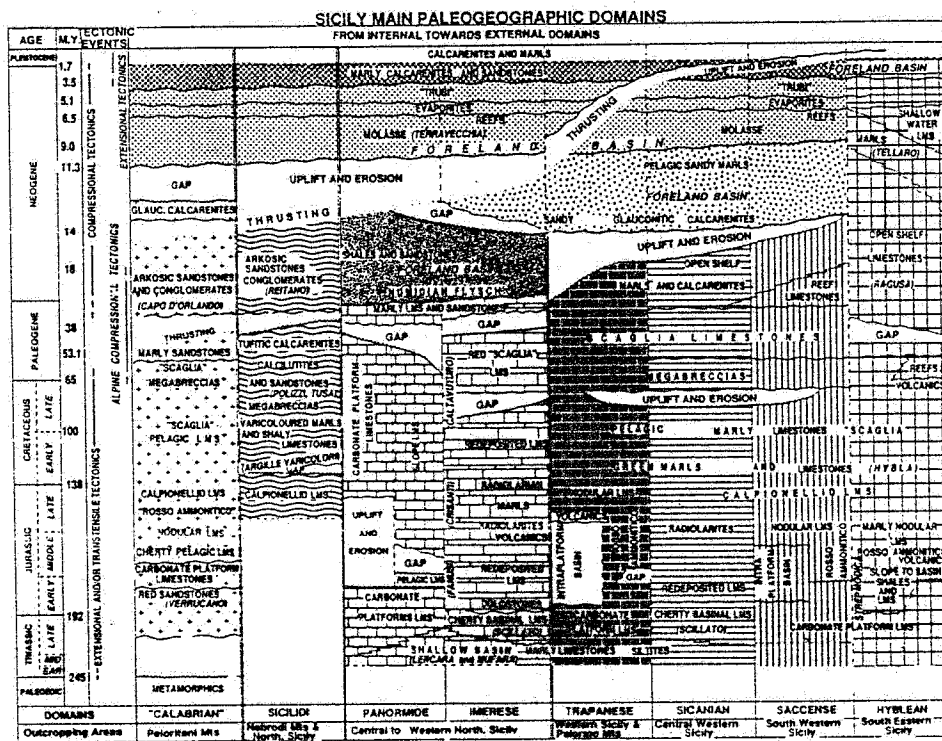 SICILY MAIN PALEOGEOGRAPHIC DOMAINS
AGE M.Y. TECTONIC EVENTS FROM INTERNAL TOWARDS EXTERNAL DOMAINS
PLEISTOCENE
CALCARENITES AND MARLS
1.7
MARLY CALCARENITES AND SANDSTONES
UPLIFT AND EROSION
FORELAND BASIN
3.5
"TRUBI"
"TRUBI"
5.1
EVAPORITES
EVAPORITES
6.5
REEFS
REEFS
SHALLOW WATER LMS
MOLASSE (TERRAVECCHIA)
THRUSTING
MOLASSE
MARLS
9.0
FORELAND BASIN
(TELLARO)
11.3
PELAGIC SANDY MARLS
NEOGENE
COMPRESSIONAL TECTONICS
EXTENSIONAL TECTONICS
GAP
UPLIFT AND EROSION
FORELAND BASIN
GLAUC. CALCARENITES
THRUSTING
GAP
SANDY GLAUCONITIC CALCARENITES
14
SHALES AND SANDSTONES
UPLIFT AND EROSION
OPEN SHELF
ARKOSIC SANDSTONES CONGLOMERATES (REITANO)
FORELAND BASIN
OPEN SHELF
LIMESTONES
18
ARKOSIC SANDSTONES AND CONGLOMERATES
(CAPO D'ORLANDO)
NUMIDIAN FLYSCH
MARLS AND CALCARENITES
REEF LIMESTONES
(RAGUSA)
MARLY LMS AND SANDSTONES
PALEOGENE
ALPINE COMPRESSIONAL TECTONICS
38
THRUSTING
GAP
GAP
GAP
TUFITIC CALCARENITES
SCAGLIA LIMESTONES
53.1
MARLY SANDSTONES
RED "SCAGLIA" LMS
"SCAGLIA"
CALCILUTITES
65
MEGABRECCIAS
AND SANDSTONES
MEGABRECCIAS
REEFS
VOLCANICS
(POLIZZI, TUSA)
MEGABRECCIAS
CARBONATE PLATFORM LIMESTONES
SLOPE LMS
(CALTAVUTURO)
GAP
UPLIFT AND EROSION
CRETACEOUS
LATE
EARLY
100
"SCAGLIA"
PELAGIC LMS
VARICOLOURED MARLS AND SHALY LIMESTONES
PELAGIC MARLY LIMESTONES SCAGLIA
REDEPOSITED LMS
GREEN MARLS AND LIMESTONES (HYBLA)
138
RADIOLARIAN MARLS
CALPIONELLID LMS
CALPIONELLID LMS
NODULAR LMS
CALPIONELLID LMS
"ROSSO AMMONITICO"
UPLIFT AND EROSION
(CRISANTI)
VOLCANICS
JURASSIC
LATE
MIDDLE
EARLY
EXTENSIONAL AND/OR TRANSTENSILE TECTONICS
NODULAR LMS
RADIOLARITES
VOLCANICS
RADIOLARITES
NODULAR LMS
MARLY NODULAR LMS
CHERTY PELAGIC LMS
INTRAPLATFORM BASIN
INTRA PLATFORM BASIN
ROSSO AMMONITICO
ROSSO AMMONITICO
VOLCANICS
CARBONATE PLATFORM LIMESTONES
GAP
PELAGIC LMS
REDEPOSITED LMS
GAP
SLOPE TO BASIN
SHALES AND LMS
RED SANDSTONES
(VERRUCANO)
CARBONATE PLATFORMS LMS
DOLOSTONES
REDEPOSITED LMS
192
CHERTY BASINAL LMS
(SCILLATO)
CHERTY BASINAL LMS
(SCILLATO)
CARBONATE PLATFORM LMS
TRIASSIC
LATE
SHALLOW BASIN MARLY LIMESTONES SILTITES
(LERCARA and MUFARA)
245
PALEOZOIC
METAMORPHICS
DOMAINS "CALABRIAN" SICILIDI PANORMIDE IMERESE TRAPANESE SICANIAN SACCENSE HYBLEAN
Outcropping Areas Peloritani Mts Nebrodi Mts & North. Sicily Central to Western North. Sicily Western Sicily & Palermo Mts Central Western Sicily South Western Sicily South Eastern Sicily